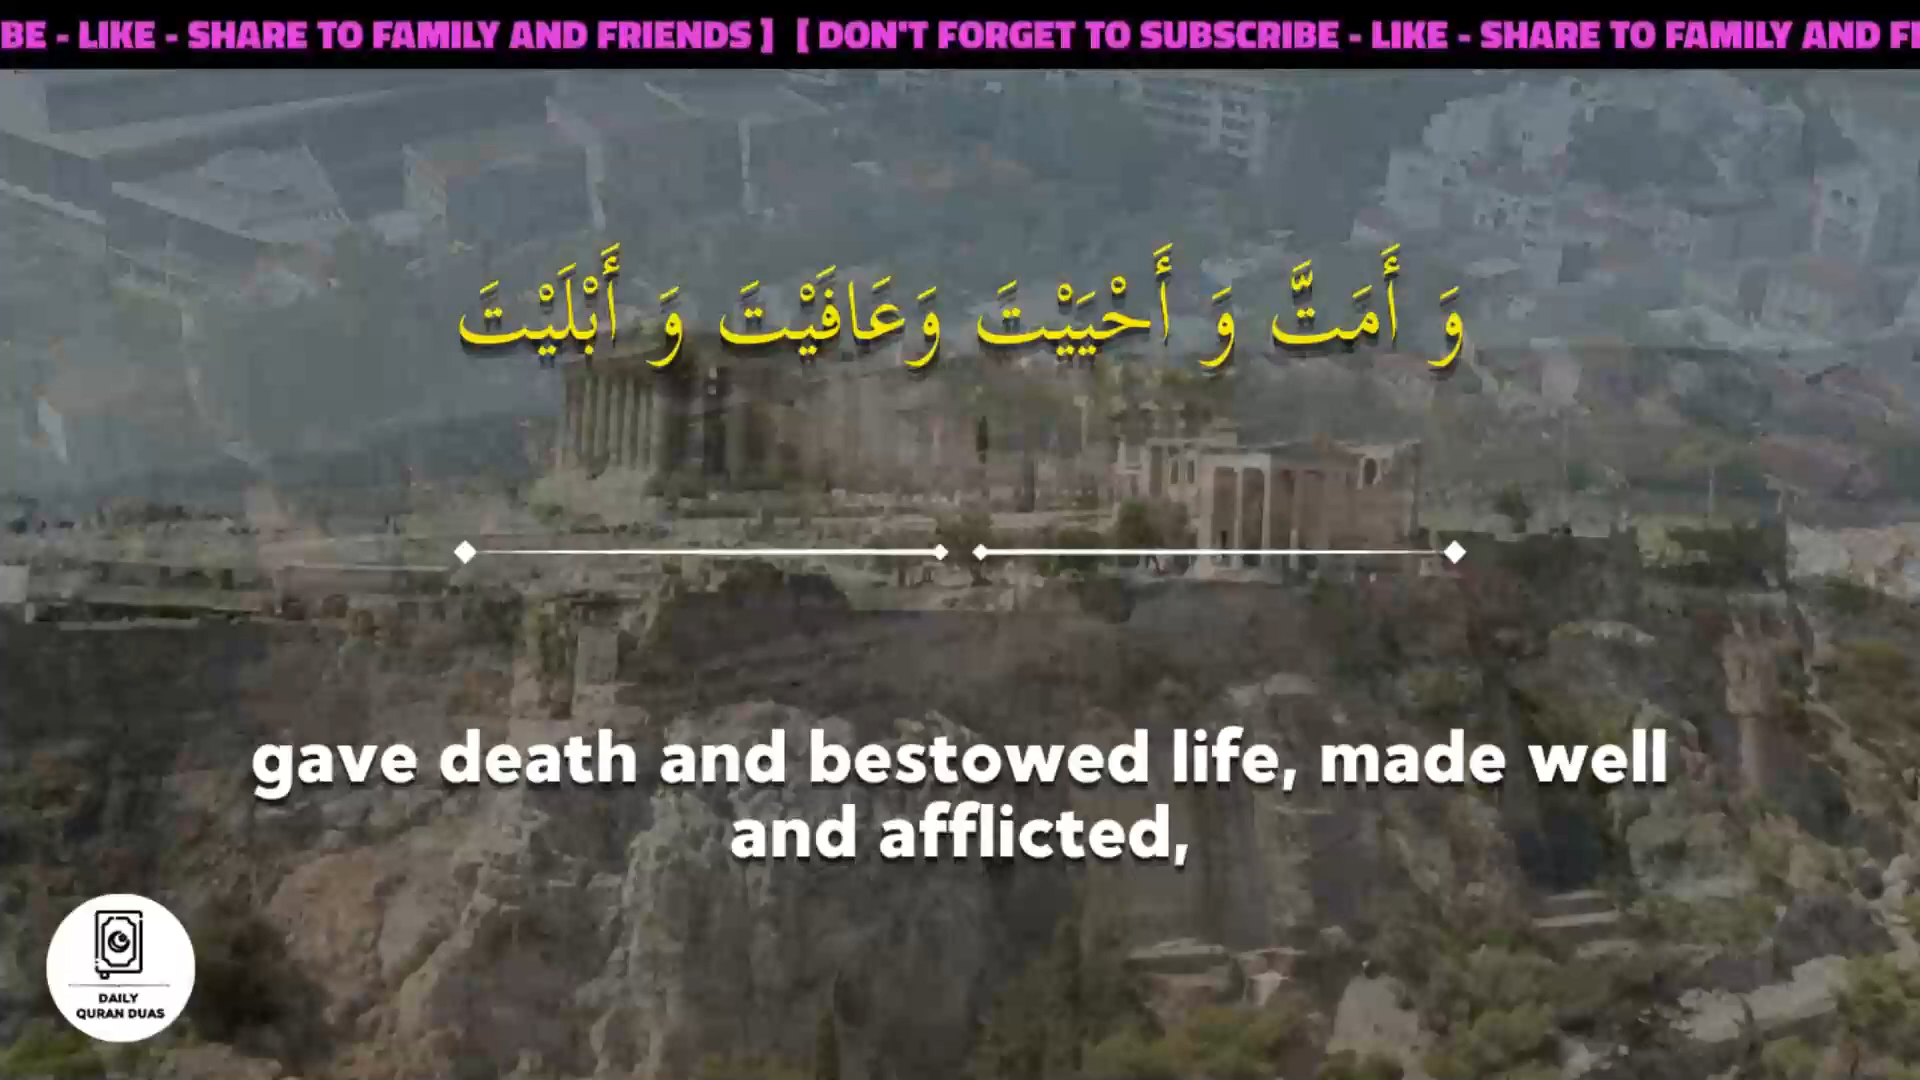 BE - LIKE - SHARE TO FAMILY AND FRIENDS ] [ DON'T FORGET TO SUBSCRIBE - LIKE - SHARE TO FAMILY AND F
وَ أَمَتَّ وَ أَحْيَيْتَ وَعَافَيْتَ وَ أَبْلَيْتَ
gave death and bestowed life, made well
and afflicted,
DAILY
QURAN DUAS